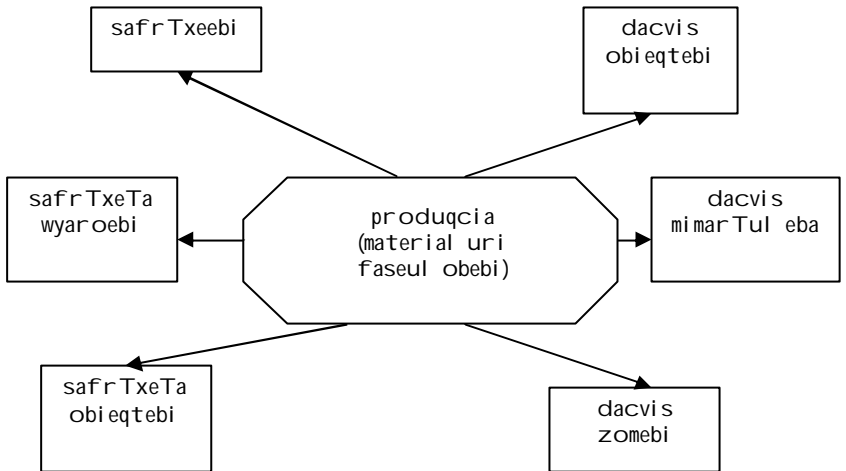 safrTxeebi
dacvis
obieqtebi
safrTxeTa
wyaroebi
produqcia
(materialuri
faseulobebi)
dacvis
mimarTuleba
safrTxeTa
obieqtebi
dacvis
zomebi